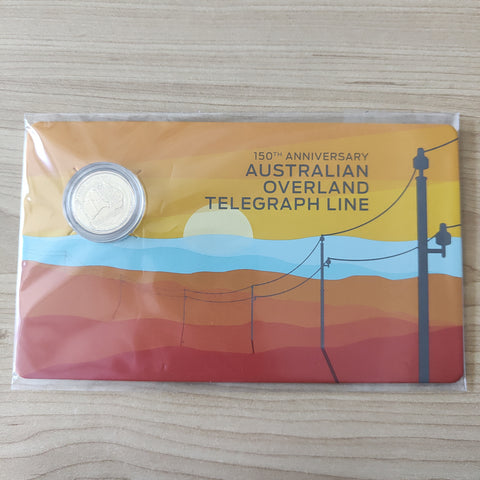 150TH ANNIVERSARY
AUSTRALIAN
OVERLAND
TELEGRAPH LINE